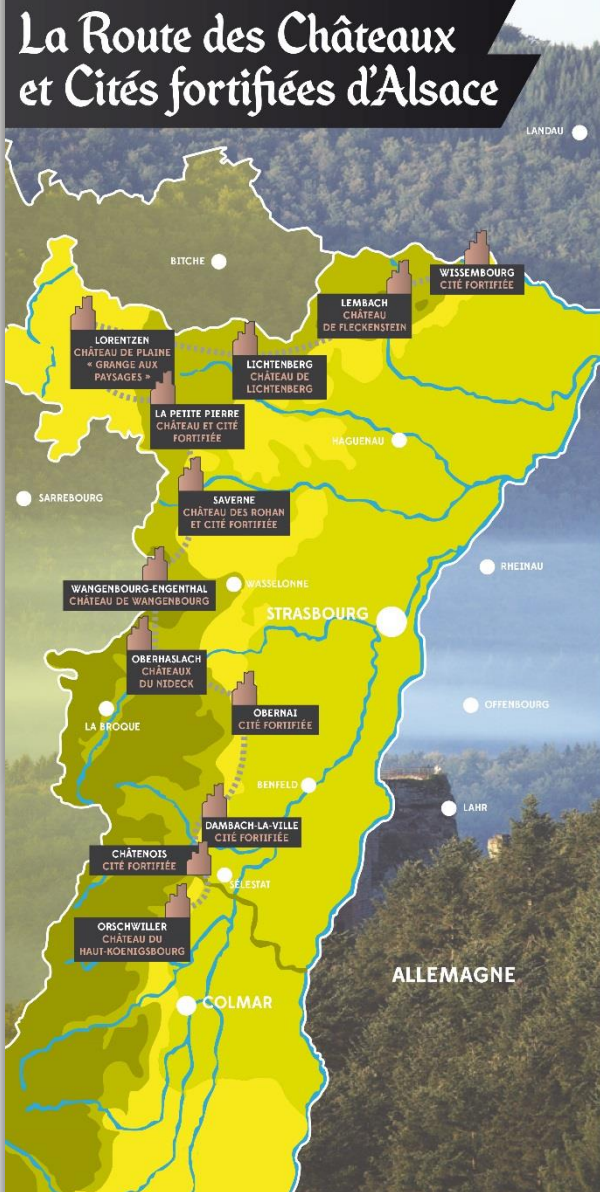 La Route des Châteaux
et Cités fortifiées d'Alsace
LANDAU
BITCHE
WISSEMBOURG
CITÉ FORTIFIÉE
LEMBACH
CHÂTEAU
DE FLECKENSTEIN
LORENTZEN
CHÂTEAU DE PLAINE
« GRANGE AUX
PAYSAGES »
LICHTENBERG
CHÂTEAU DE
LICHTENBERG
LA PETITE PIERRE
CHÂTEAU ET CITÉ
FORTIFIÉE
HAGUENAU
SARREBOURG
SAVERNE
CHÂTEAU DES ROHAN
ET CITÉ FORTIFIÉE
RHEINAU
WANGENBOURG-ENGENTHAL
CHÂTEAU DE WANGENBOURG
WASSELONNE
STRASBOURG
OBERHASLACH
CHÂTEAUX
DU NIDECK
LA BROQUE
OBERNAI
CITÉ FORTIFIÉE
OFFENBOURG
BENFELD
LAHR
DAMBACH-LA-VILLE
CITÉ FORTIFIÉE
CHÂTENOIS
CITÉ FORTIFIÉE
SÉLESTAT
ORSCHWILLER
CHÂTEAU DU
HAUT-KOENIGSBOURG
ALLEMAGNE
COLMAR